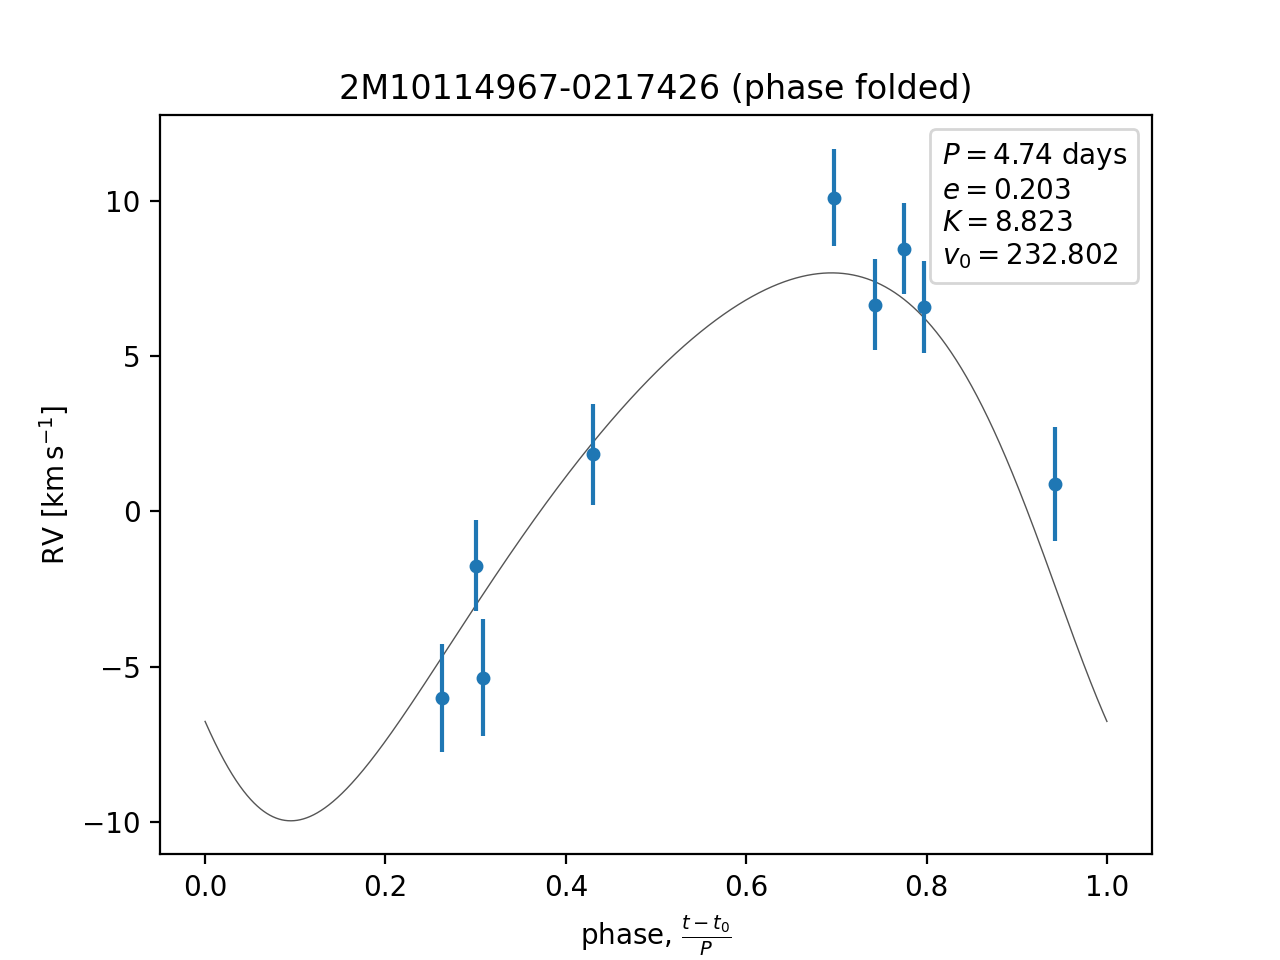 2M10114967-0217426 (phase folded)
P = 4.74 days
e = 0.203
K = 8.823
v₀ = 232.802
RV [km s⁻¹]
10
5
0
−5
−10
0.0 0.2 0.4 0.6 0.8 1.0
phase, (t − t₀)/P